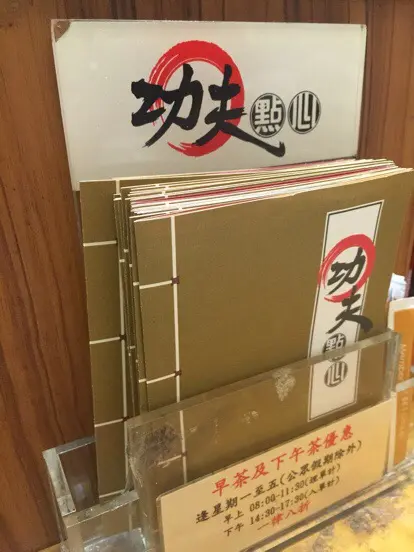 功夫點心
功夫點心
早茶及下午茶優惠
逢星期一至五(公眾假期除外)
早上 08:00-11:30(埋單計)
下午 14:30-17:30(入單計)
一律八折